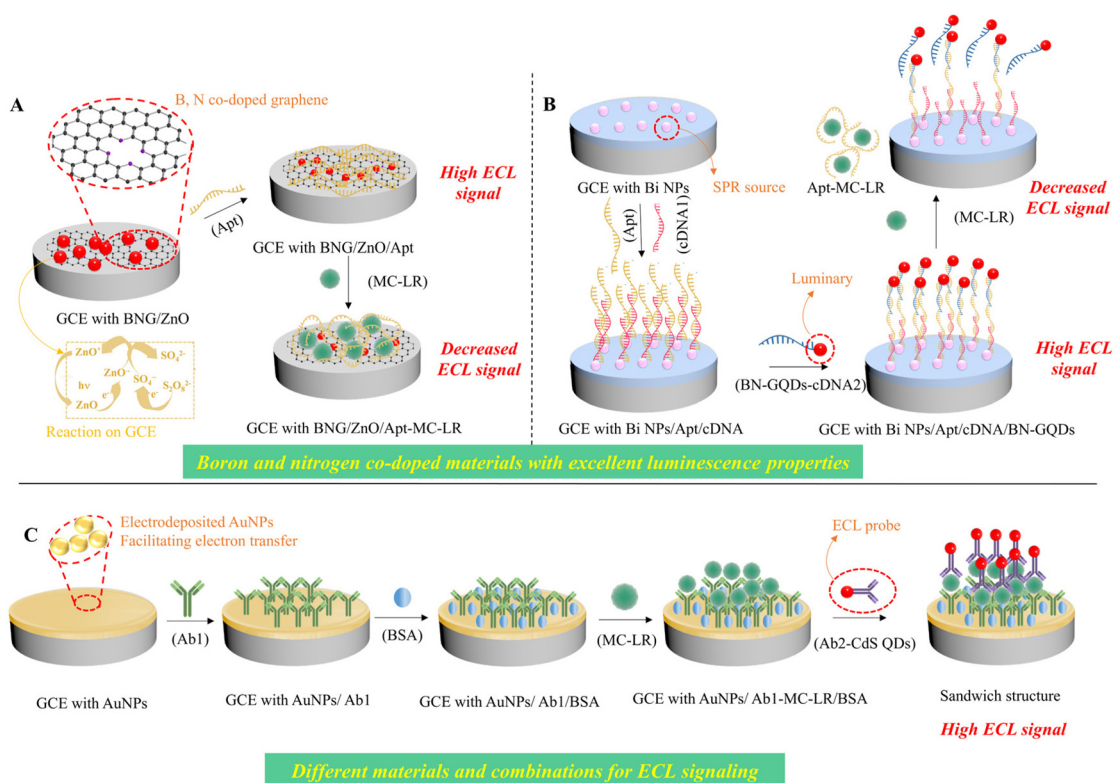 A
B, N co-doped graphene
(Apt)
High ECL
signal
GCE with BNG/ZnO/Apt
(MC-LR)
GCE with BNG/ZnO
Decreased
ECL signal
ZnO*
SO₄²⁻
ZnO⁻
SO₄⁻
S₂O₈²⁻
hν
e⁻
e⁻
ZnO
Reaction on GCE
GCE with BNG/ZnO/Apt-MC-LR
B
GCE with Bi NPs
SPR source
(Apt)
(cDNA1)
Apt-MC-LR
Decreased
ECL signal
(MC-LR)
Luminary
(BN-GQDs-cDNA2)
High ECL
signal
GCE with Bi NPs/Apt/cDNA
GCE with Bi NPs/Apt/cDNA/BN-GQDs
Boron and nitrogen co-doped materials with excellent luminescence properties
C
Electrodeposited AuNPs
Facilitating electron transfer
ECL probe
(Ab1)
(BSA)
(MC-LR)
(Ab2-CdS QDs)
GCE with AuNPs
GCE with AuNPs/ Ab1
GCE with AuNPs/ Ab1/BSA
GCE with AuNPs/ Ab1-MC-LR/BSA
Sandwich structure
High ECL signal
Different materials and combinations for ECL signaling